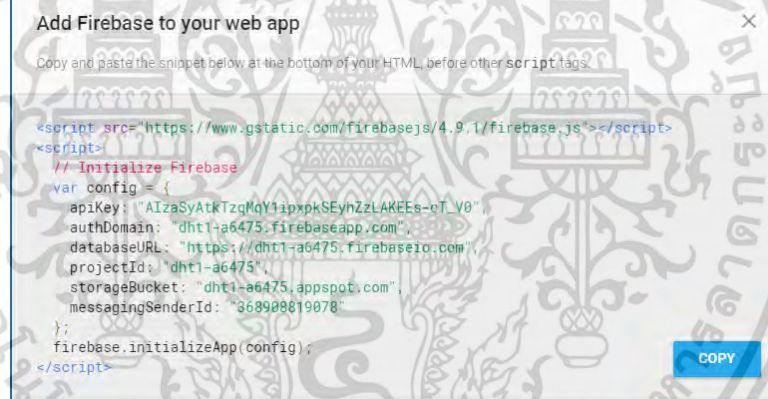 Add Firebase to your web app
Copy and paste the snippet below at the bottom of your HTML, before other script tags.
<script src="https://www.gstatic.com/firebasejs/4.9.1/firebase.js"></script>
<script>
// Initialize Firebase
var config = {
apiKey: "AIzaSyAtkTzqMqY1ipxpkSEyhZzLAKEEs-cT_V0",
authDomain: "dht1-a6475.firebaseapp.com",
databaseURL: "https://dht1-a6475.firebaseio.com",
projectId: "dht1-a6475",
storageBucket: "dht1-a6475.appspot.com",
messagingSenderId: "368908819078"
};
firebase.initializeApp(config);
</script>
COPY